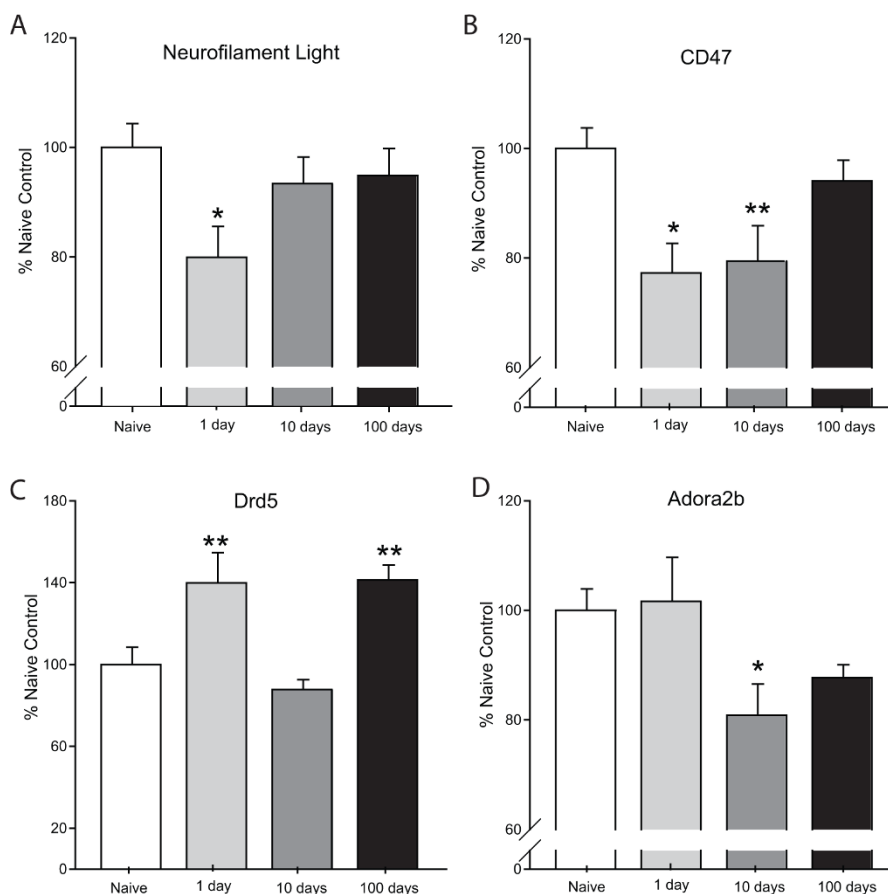 A
Neurofilament Light
% Naive Control
120
100
80
60
0
*
Naive
1 day
10 days
100 days
B
CD47
% Naive Control
120
100
80
60
0
*
**
Naive
1 day
10 days
100 days
C
Drd5
% Naive Control
180
140
100
60
20
0
**
**
Naive
1 day
10 days
100 days
D
Adora2b
% Naive Control
120
100
80
60
0
*
Naive
1 day
10 days
100 days